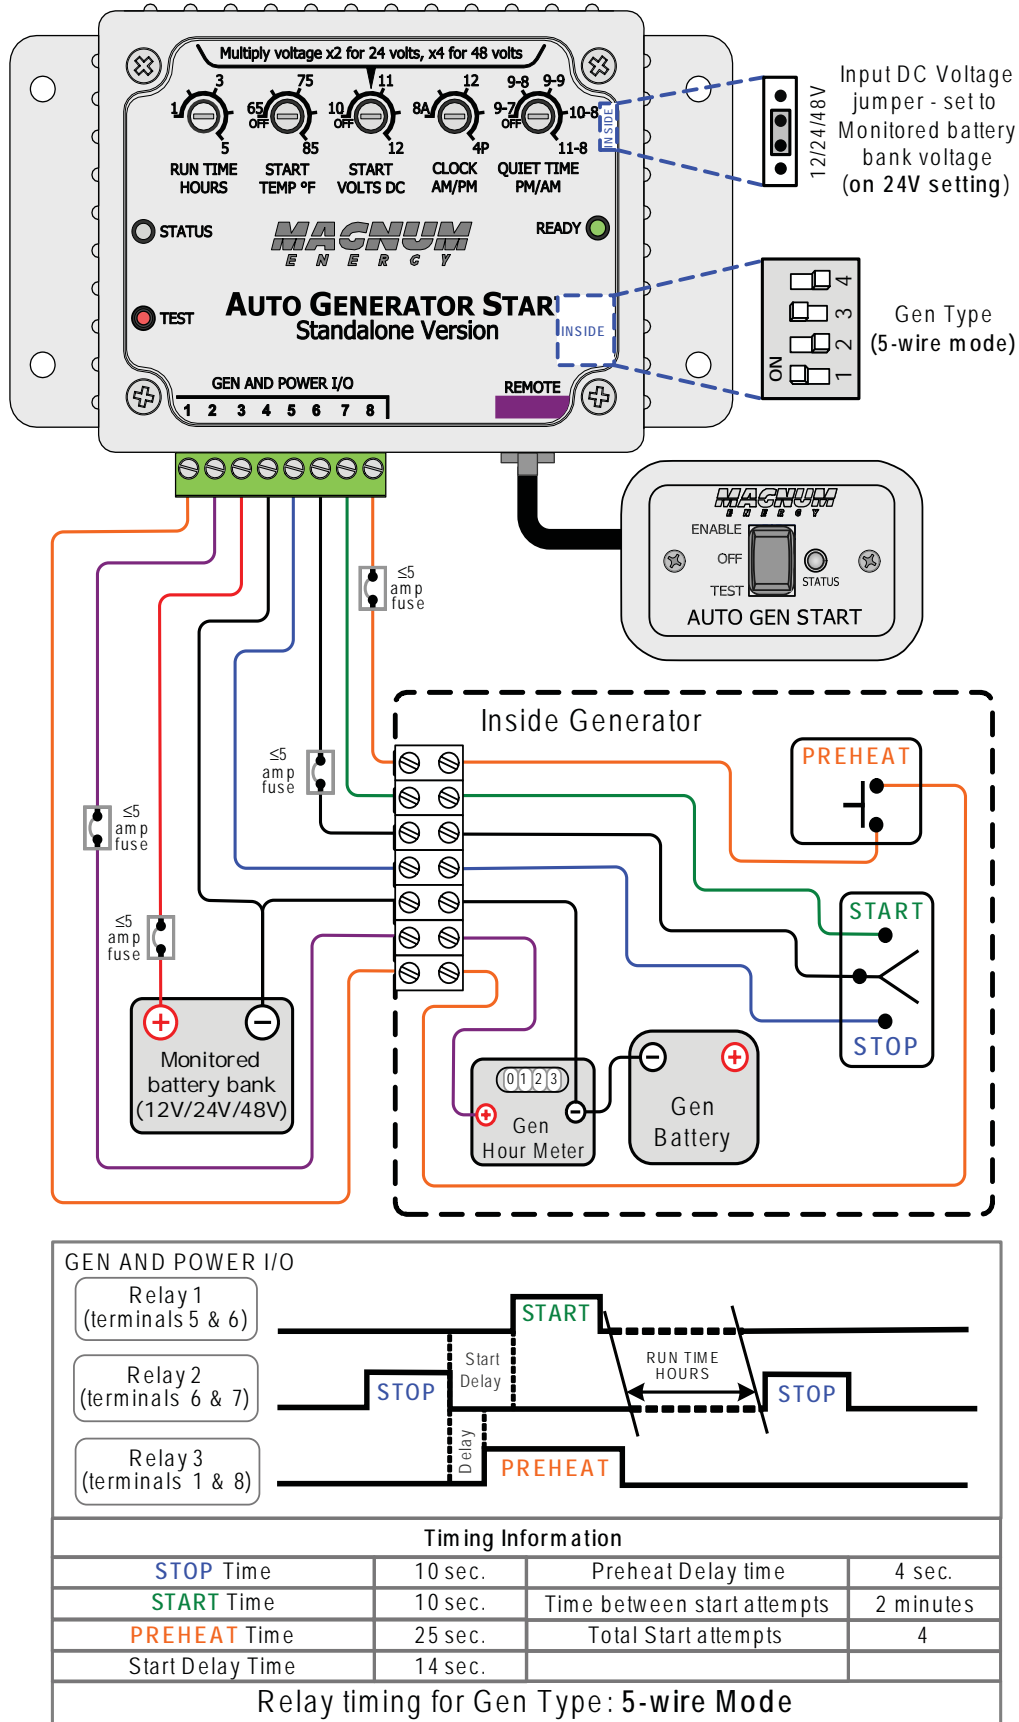 Multiply voltage x2 for 24 volts, x4 for 48 volts
1 3 5
65 75 85 OFF
10 11 12 OFF
8A 12 4P
9-7 9-8 9-9 10-8 11-8 OFF
RUN TIME HOURS
START TEMP ºF
START VOLTS DC
CLOCK AM/PM
QUIET TIME PM/AM
INSIDE
12/24/48V
Input DC Voltage
jumper - set to
Monitored battery
bank voltage
(on 24V setting)
STATUS
MAGNUM
ENERGY
READY
TEST
AUTO GENERATOR STAR
Standalone Version
INSIDE
ON
1 2 3 4
Gen Type
(5-wire mode)
GEN AND POWER I/O
1 2 3 4 5 6 7 8
REMOTE
MAGNUM
ENERGY
ENABLE
OFF
TEST
STATUS
AUTO GEN START
≤5
amp
fuse
≤5
amp
fuse
≤5
amp
fuse
≤5
amp
fuse
Inside Generator
PREHEAT
START
STOP
Monitored
battery bank
(12V/24V/48V)
0123
Gen
Hour Meter
Gen
Battery
GEN AND POWER I/O
Relay 1
(terminals 5 & 6)
START
Relay 2
(terminals 6 & 7)
STOP
Start
Delay
RUN TIME
HOURS
STOP
Relay 3
(terminals 1 & 8)
Delay
PREHEAT
Timing Information
STOP Time 10 sec. Preheat Delay time 4 sec.
START Time 10 sec. Time between start attempts 2 minutes
PREHEAT Time 25 sec. Total Start attempts 4
Start Delay Time 14 sec.
Relay timing for Gen Type: 5-wire Mode